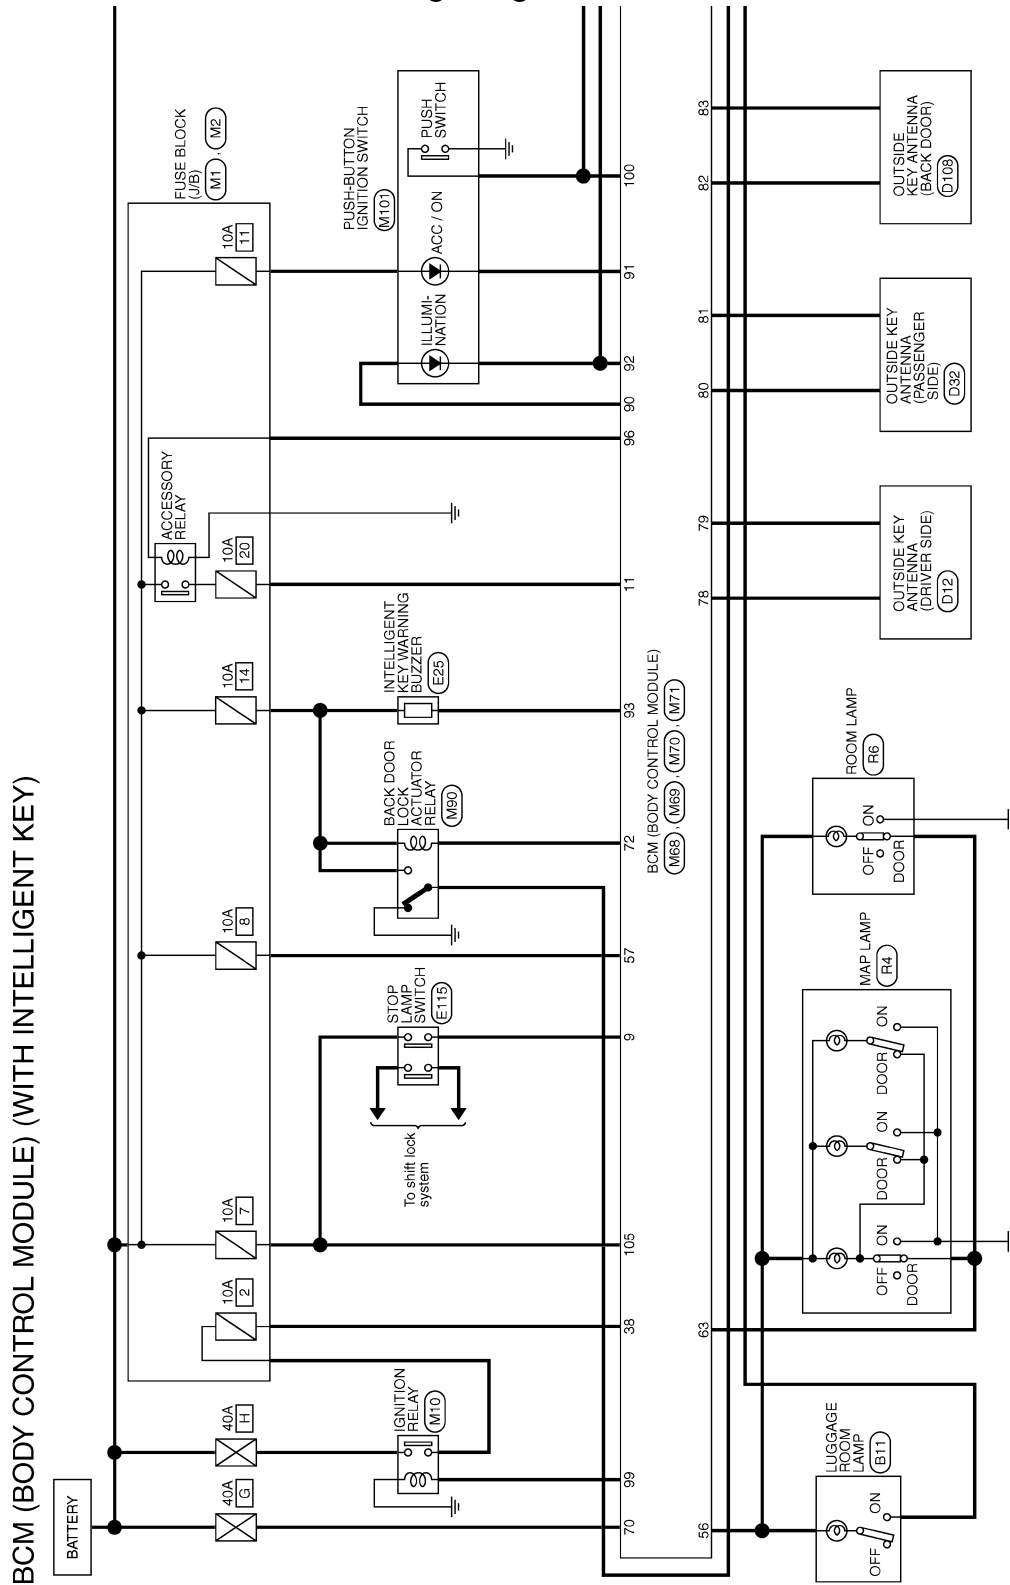 BCM (BODY CONTROL MODULE) (WITH INTELLIGENT KEY)
BATTERY
40A
G
40A
H
10A
2
10A
7
10A
8
10A
14
10A
20
10A
11
FUSE BLOCK
(J/B)
M1 , M2
ACCESSORY
RELAY
IGNITION
RELAY
M10
To shift lock
system
STOP
LAMP
SWITCH
E115
BACK DOOR
LOCK
ACTUATOR
RELAY
M90
INTELLIGENT
KEY WARNING
BUZZER
E25
PUSH-BUTTON
IGNITION SWITCH
M101
ILLUMI-
NATION
ACC / ON
PUSH
SWITCH
70
99
38
105
9
57
72
93
11
96
90
92
91
100
BCM (BODY CONTROL MODULE)
M68 , M69 , M70 , M71
56
63
78
79
80
81
82
83
LUGGAGE
ROOM
LAMP
B11
OFF
ON
MAP LAMP
R4
OFF
ON
DOOR
DOOR
ON
DOOR
ON
ROOM LAMP
R6
OFF
ON
DOOR
OUTSIDE KEY
ANTENNA
(DRIVER SIDE)
D12
OUTSIDE KEY
ANTENNA
(PASSENGER
SIDE)
D32
OUTSIDE
KEY ANTENNA
(BACK DOOR)
D108